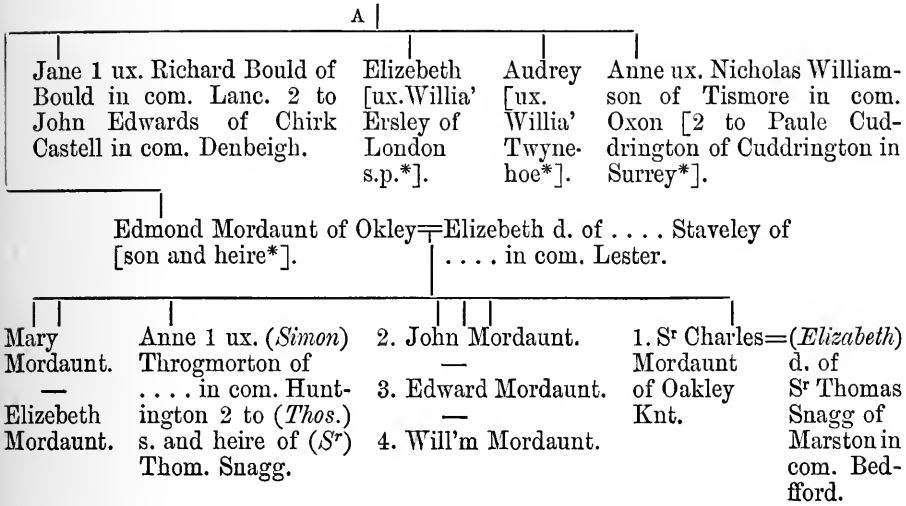 A
Jane 1 ux. Richard Bould of
Bould in com. Lanc. 2 to
John Edwards of Chirk
Castell in com. Denbeigh.
Elizebeth
[ux. Willia'
Ersley of
London
s.p.*].
Audrey
[ux.
Willia'
Twyne-
hoe*].
Anne ux. Nicholas William-
son of Tismore in com.
Oxon [2 to Paule Cud-
drington of Cuddrington in
Surrey*].
Edmond Mordaunt of Okley=Elizebeth d. of .... Staveley of
[son and heire*].
.... in com. Lester.
Mary
Mordaunt.
—
Elizebeth
Mordaunt.
Anne 1 ux. (Simon)
Throgmorton of
.... in com. Hunt-
ington 2 to (Thos.)
s. and heire of (Sr)
Thom. Snagg.
2. John Mordaunt.
—
3. Edward Mordaunt.
—
4. Will'm Mordaunt.
1. Sr Charles=(Elizabeth)
Mordaunt
of Oakley
Knt.
d. of
Sr Thomas
Snagg of
Marston in
com. Bed-
fford.